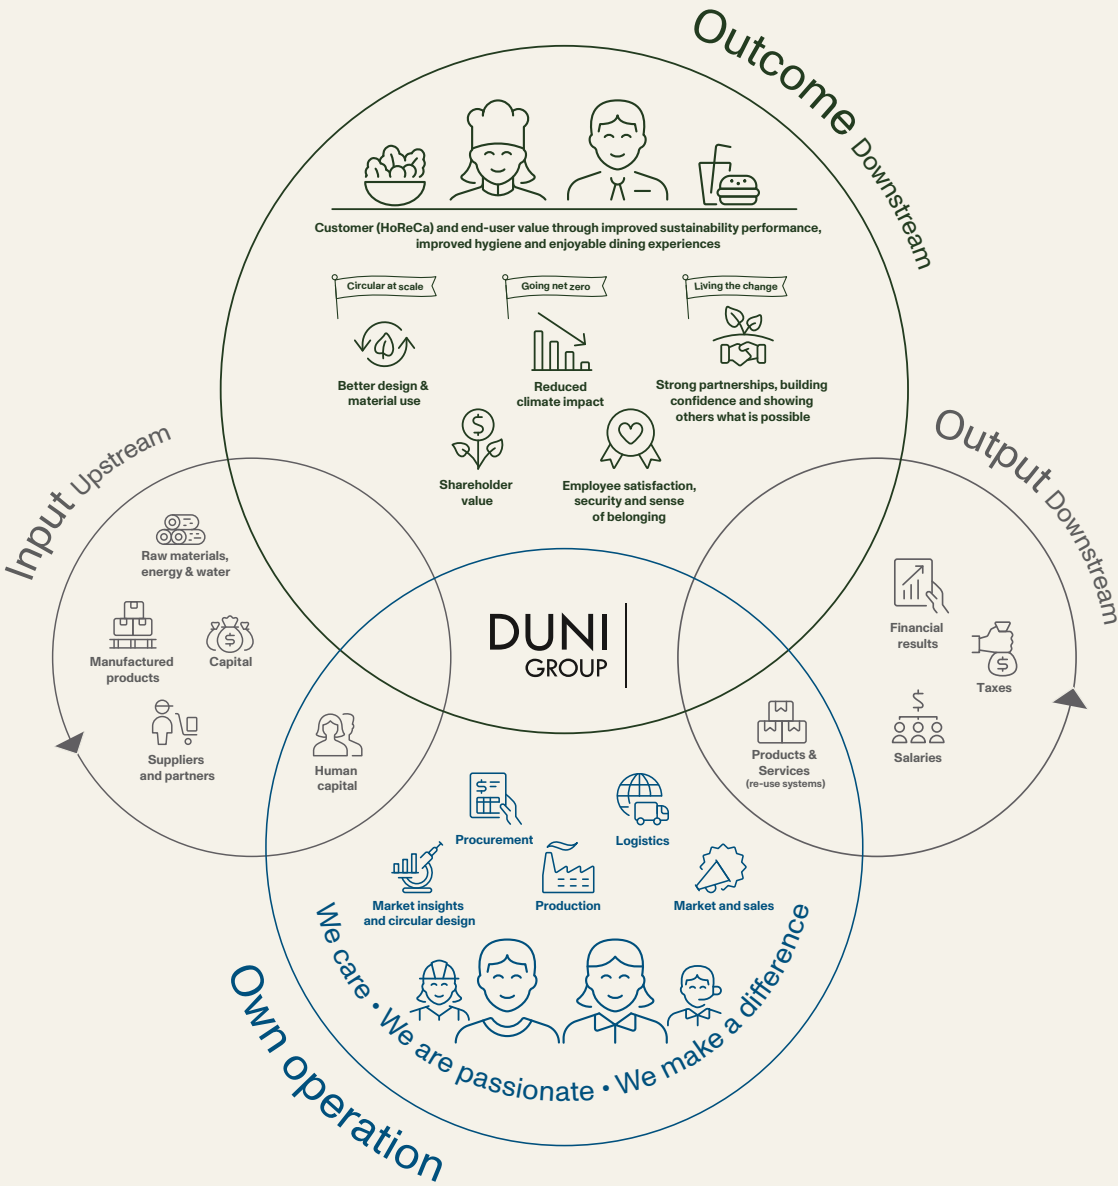 Outcome Downstream
Customer (HoReCa) and end-user value through improved sustainability performance,
improved hygiene and enjoyable dining experiences
Circular at scale
Going net zero
Living the change
Better design &
material use
Reduced
climate impact
Strong partnerships, building
confidence and showing
others what is possible
$
Shareholder
value
Employee satisfaction,
security and sense
of belonging
Input Upstream
Raw materials,
energy & water
Manufactured
products
$
Capital
Suppliers
and partners
Human
capital
DUNI
GROUP
Output Downstream
Financial
results
$
Taxes
$
Salaries
Products &
Services
(re-use systems)
$
Procurement
Logistics
Market insights
and circular design
Production
Market and sales
We care • We are passionate • We make a difference
Own operation